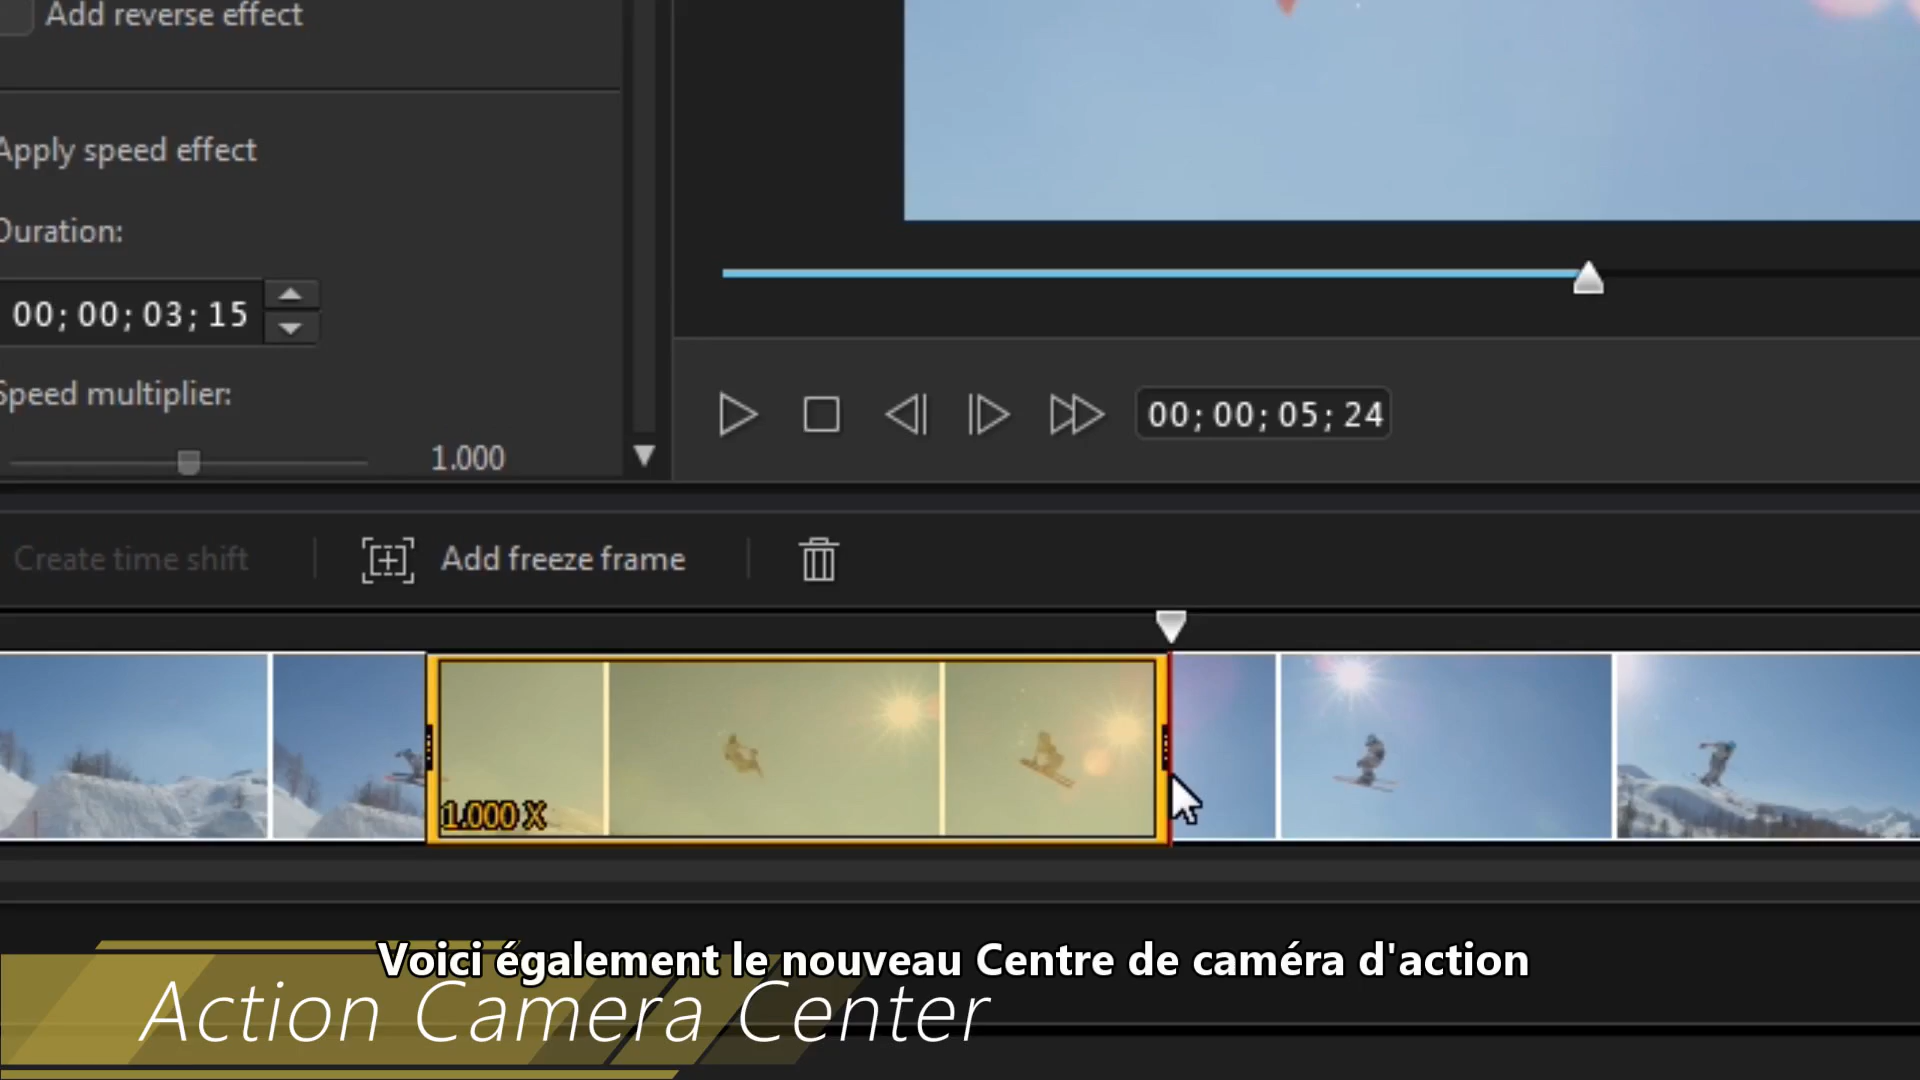 Add reverse effect
Apply speed effect
Duration:
00; 00; 03; 15
Speed multiplier:
1.000
00; 00; 05; 24
Create time shift
Add freeze frame
1.000 X
Voici également le nouveau Centre de caméra d'action
Action Camera Center